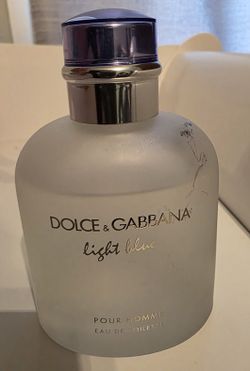 DOLCE & GABBANA
light blue
POUR HOMME
EAU DE TOILETTE